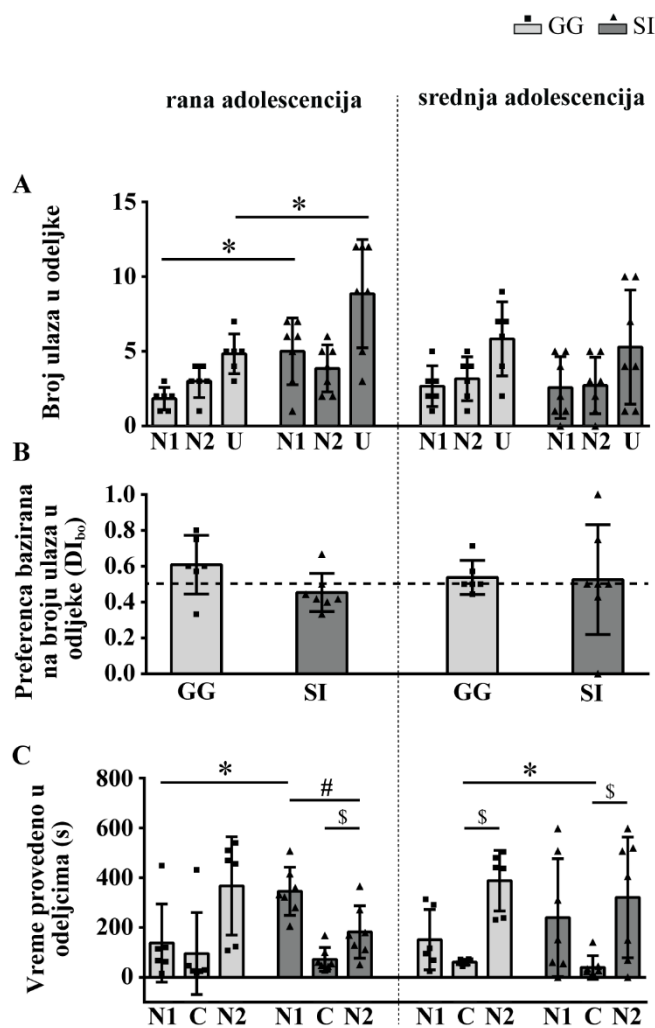 GG SI
rana adolescencija srednja adolescencija
A
Broj ulaza u odeljke
15
10
5
0
* *
N1 N2 U N1 N2 U N1 N2 U N1 N2 U
B
Preferenca bazirana
na broju ulaza u
odljeke (DIbo)
1.0
0.8
0.6
0.4
0.2
0.0
GG SI GG SI
C
Vreme provedeno u
odeljcima (s)
800
600
400
200
0
* # $ $ * $
N1 C N2 N1 C N2 N1 C N2 N1 C N2